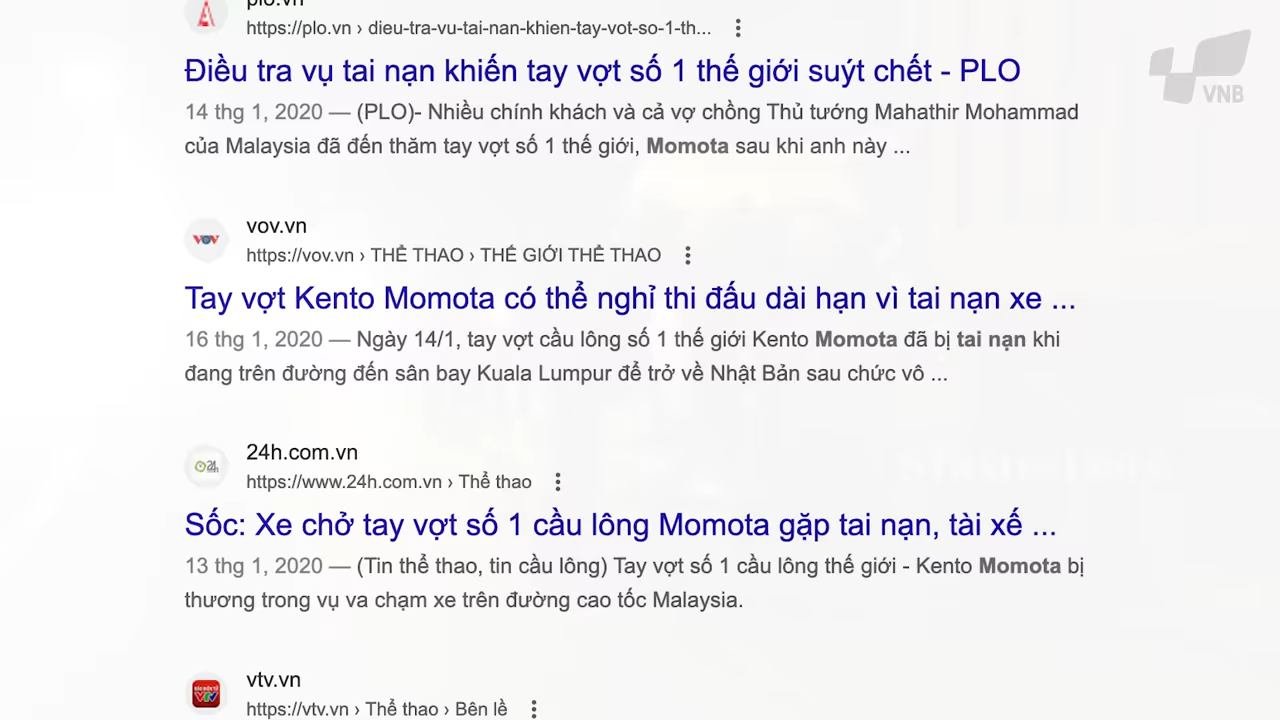 plo.vn
https://plo.vn › dieu-tra-vu-tai-nan-khien-tay-vot-so-1-th...
VNB
Điều tra vụ tai nạn khiến tay vợt số 1 thế giới suýt chết - PLO
14 thg 1, 2020 — (PLO)- Nhiều chính khách và cả vợ chồng Thủ tướng Mahathir Mohammad
của Malaysia đã đến thăm tay vợt số 1 thế giới, Momota sau khi anh này ...
VOV
vov.vn
https://vov.vn › THỂ THAO › THẾ GIỚI THỂ THAO
Tay vợt Kento Momota có thể nghỉ thi đấu dài hạn vì tai nạn xe ...
16 thg 1, 2020 — Ngày 14/1, tay vợt cầu lông số 1 thế giới Kento Momota đã bị tai nạn khi
đang trên đường đến sân bay Kuala Lumpur để trở về Nhật Bản sau chức vô ...
24h.com.vn
https://www.24h.com.vn › Thể thao
Sốc: Xe chở tay vợt số 1 cầu lông Momota gặp tai nạn, tài xế ...
13 thg 1, 2020 — (Tin thể thao, tin cầu lông) Tay vợt số 1 cầu lông thế giới - Kento Momota bị
thương trong vụ va chạm xe trên đường cao tốc Malaysia.
VTV
vtv.vn
https://vtv.vn › Thể thao › Bên lề